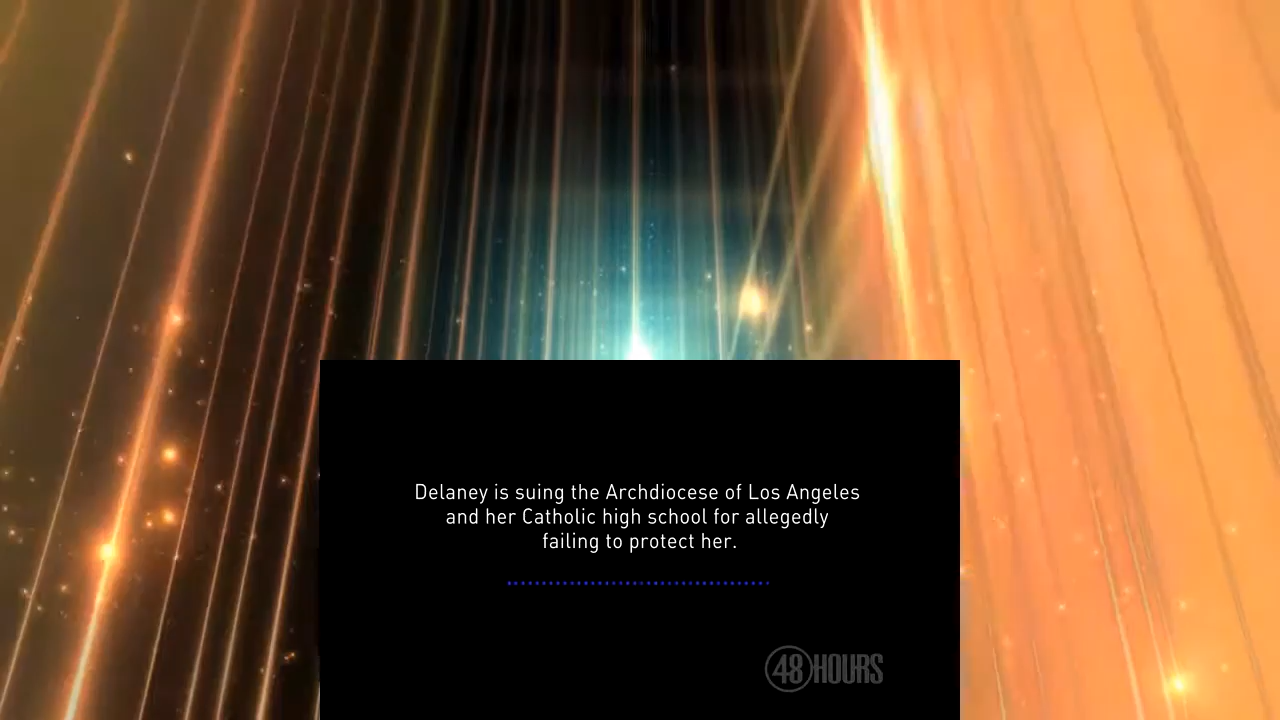 Delaney is suing the Archdiocese of Los Angeles
and her Catholic high school for allegedly
failing to protect her.
48 HOURS